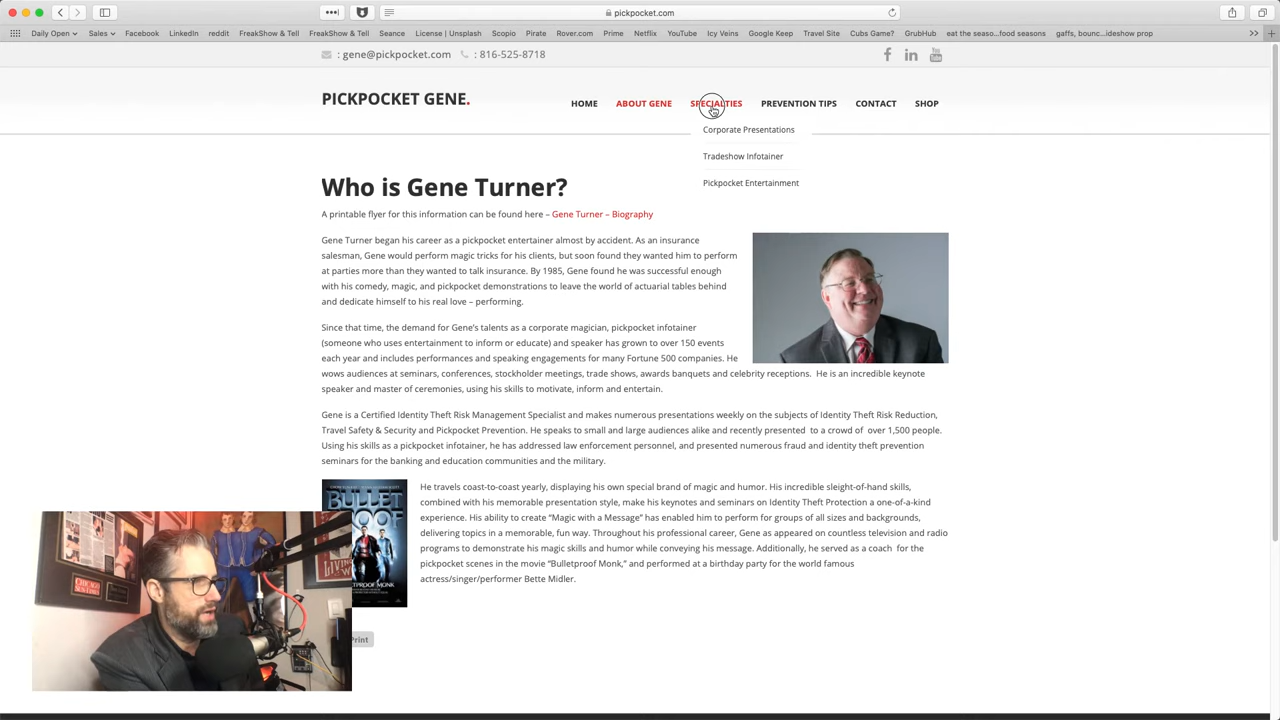 pickpocket.com
Daily Open Sales Facebook LinkedIn reddit FreakShow & Tell FreakShow & Tell Seance License | Unsplash Scopio Pirate Rover.com Prime Netflix YouTube Icy Veins Google Keep Travel Site Cubs Game? GrubHub eat the seaso...food seasons gaffs, bounc...ideshow prop
: gene@pickpocket.com : 816-525-8718
PICKPOCKET GENE.
HOME ABOUT GENE SPECIALTIES PREVENTION TIPS CONTACT SHOP
Corporate Presentations
Tradeshow Infotainer
Pickpocket Entertainment
Who is Gene Turner?
A printable flyer for this information can be found here – Gene Turner – Biography
Gene Turner began his career as a pickpocket entertainer almost by accident. As an insurance
salesman, Gene would perform magic tricks for his clients, but soon found they wanted him to perform
at parties more than they wanted to talk insurance. By 1985, Gene found he was successful enough
with his comedy, magic, and pickpocket demonstrations to leave the world of actuarial tables behind
and dedicate himself to his real love – performing.
Since that time, the demand for Gene's talents as a corporate magician, pickpocket infotainer
(someone who uses entertainment to inform or educate) and speaker has grown to over 150 events
each year and includes performances and speaking engagements for many Fortune 500 companies. He
wows audiences at seminars, conferences, stockholder meetings, trade shows, awards banquets and celebrity receptions. He is an incredible keynote
speaker and master of ceremonies, using his skills to motivate, inform and entertain.
Gene is a Certified Identity Theft Risk Management Specialist and makes numerous presentations weekly on the subjects of Identity Theft Risk Reduction,
Travel Safety & Security and Pickpocket Prevention. He speaks to small and large audiences alike and recently presented to a crowd of over 1,500 people.
Using his skills as a pickpocket infotainer, he has addressed law enforcement personnel, and presented numerous fraud and identity theft prevention
seminars for the banking and education communities and the military.
He travels coast-to-coast yearly, displaying his own special brand of magic and humor. His incredible sleight-of-hand skills,
combined with his memorable presentation style, make his keynotes and seminars on Identity Theft Protection a one-of-a-kind
experience. His ability to create “Magic with a Message” has enabled him to perform for groups of all sizes and backgrounds,
delivering topics in a memorable, fun way. Throughout his professional career, Gene as appeared on countless television and radio
programs to demonstrate his magic skills and humor while conveying his message. Additionally, he served as a coach for the
pickpocket scenes in the movie “Bulletproof Monk,” and performed at a birthday party for the world famous
actress/singer/performer Bette Midler.
BULLET
Print